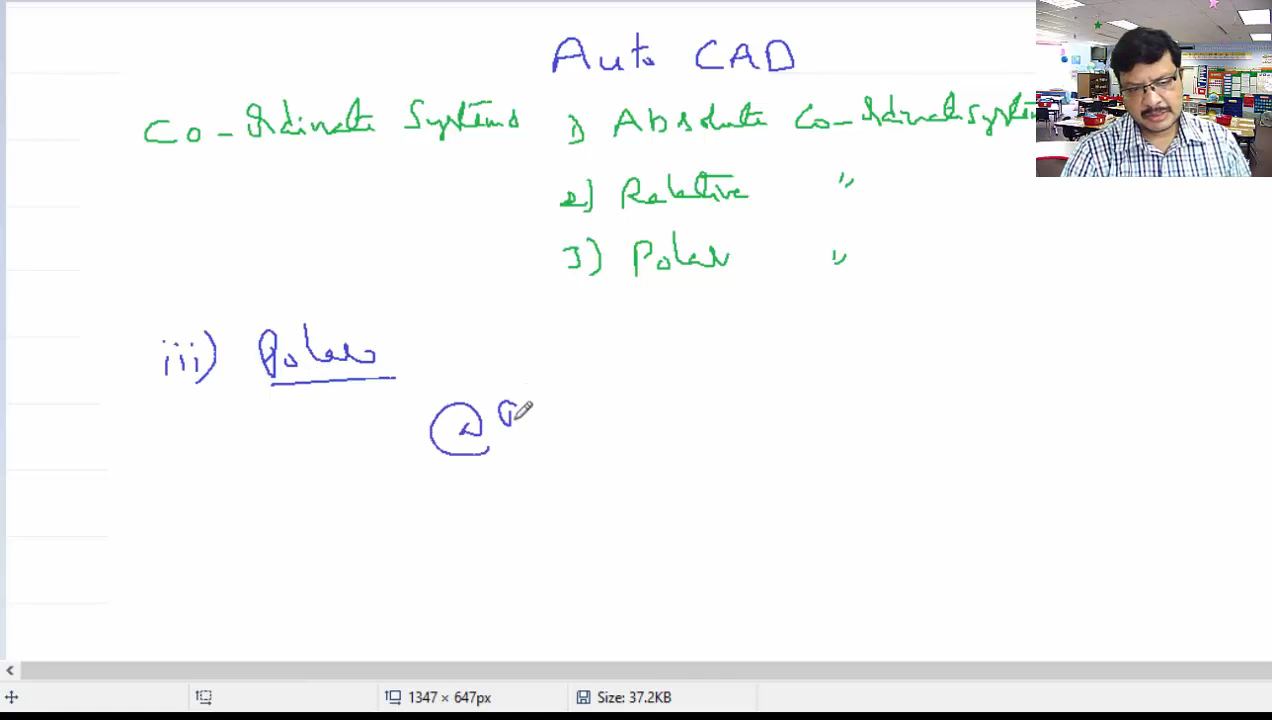 Auto CAD
Co-Ordinate Systems 1) Absolute Co-Ordinate System
2) Relative "
3) Polar "
iii) Polar
@
1347 × 647px Size: 37.2KB